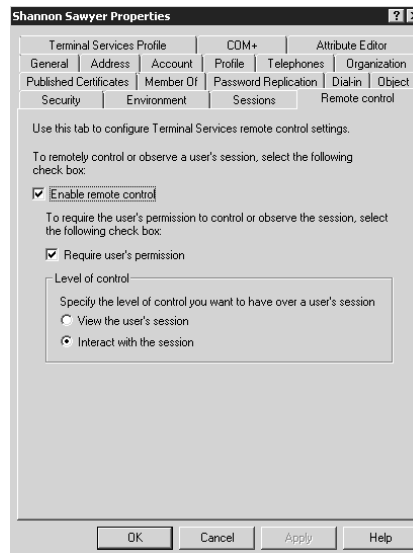 Shannon Sawyer Properties ?
Terminal Services Profile COM+ Attribute Editor
General Address Account Profile Telephones Organization
Published Certificates Member Of Password Replication Dial-in Object
Security Environment Sessions Remote control
Use this tab to configure Terminal Services remote control settings.
To remotely control or observe a user's session, select the following
check box:
Enable remote control
To require the user's permission to control or observe the session, select
the following check box:
Require user's permission
Level of control
Specify the level of control you want to have over a user's session
View the user's session
Interact with the session
OK Cancel Apply Help